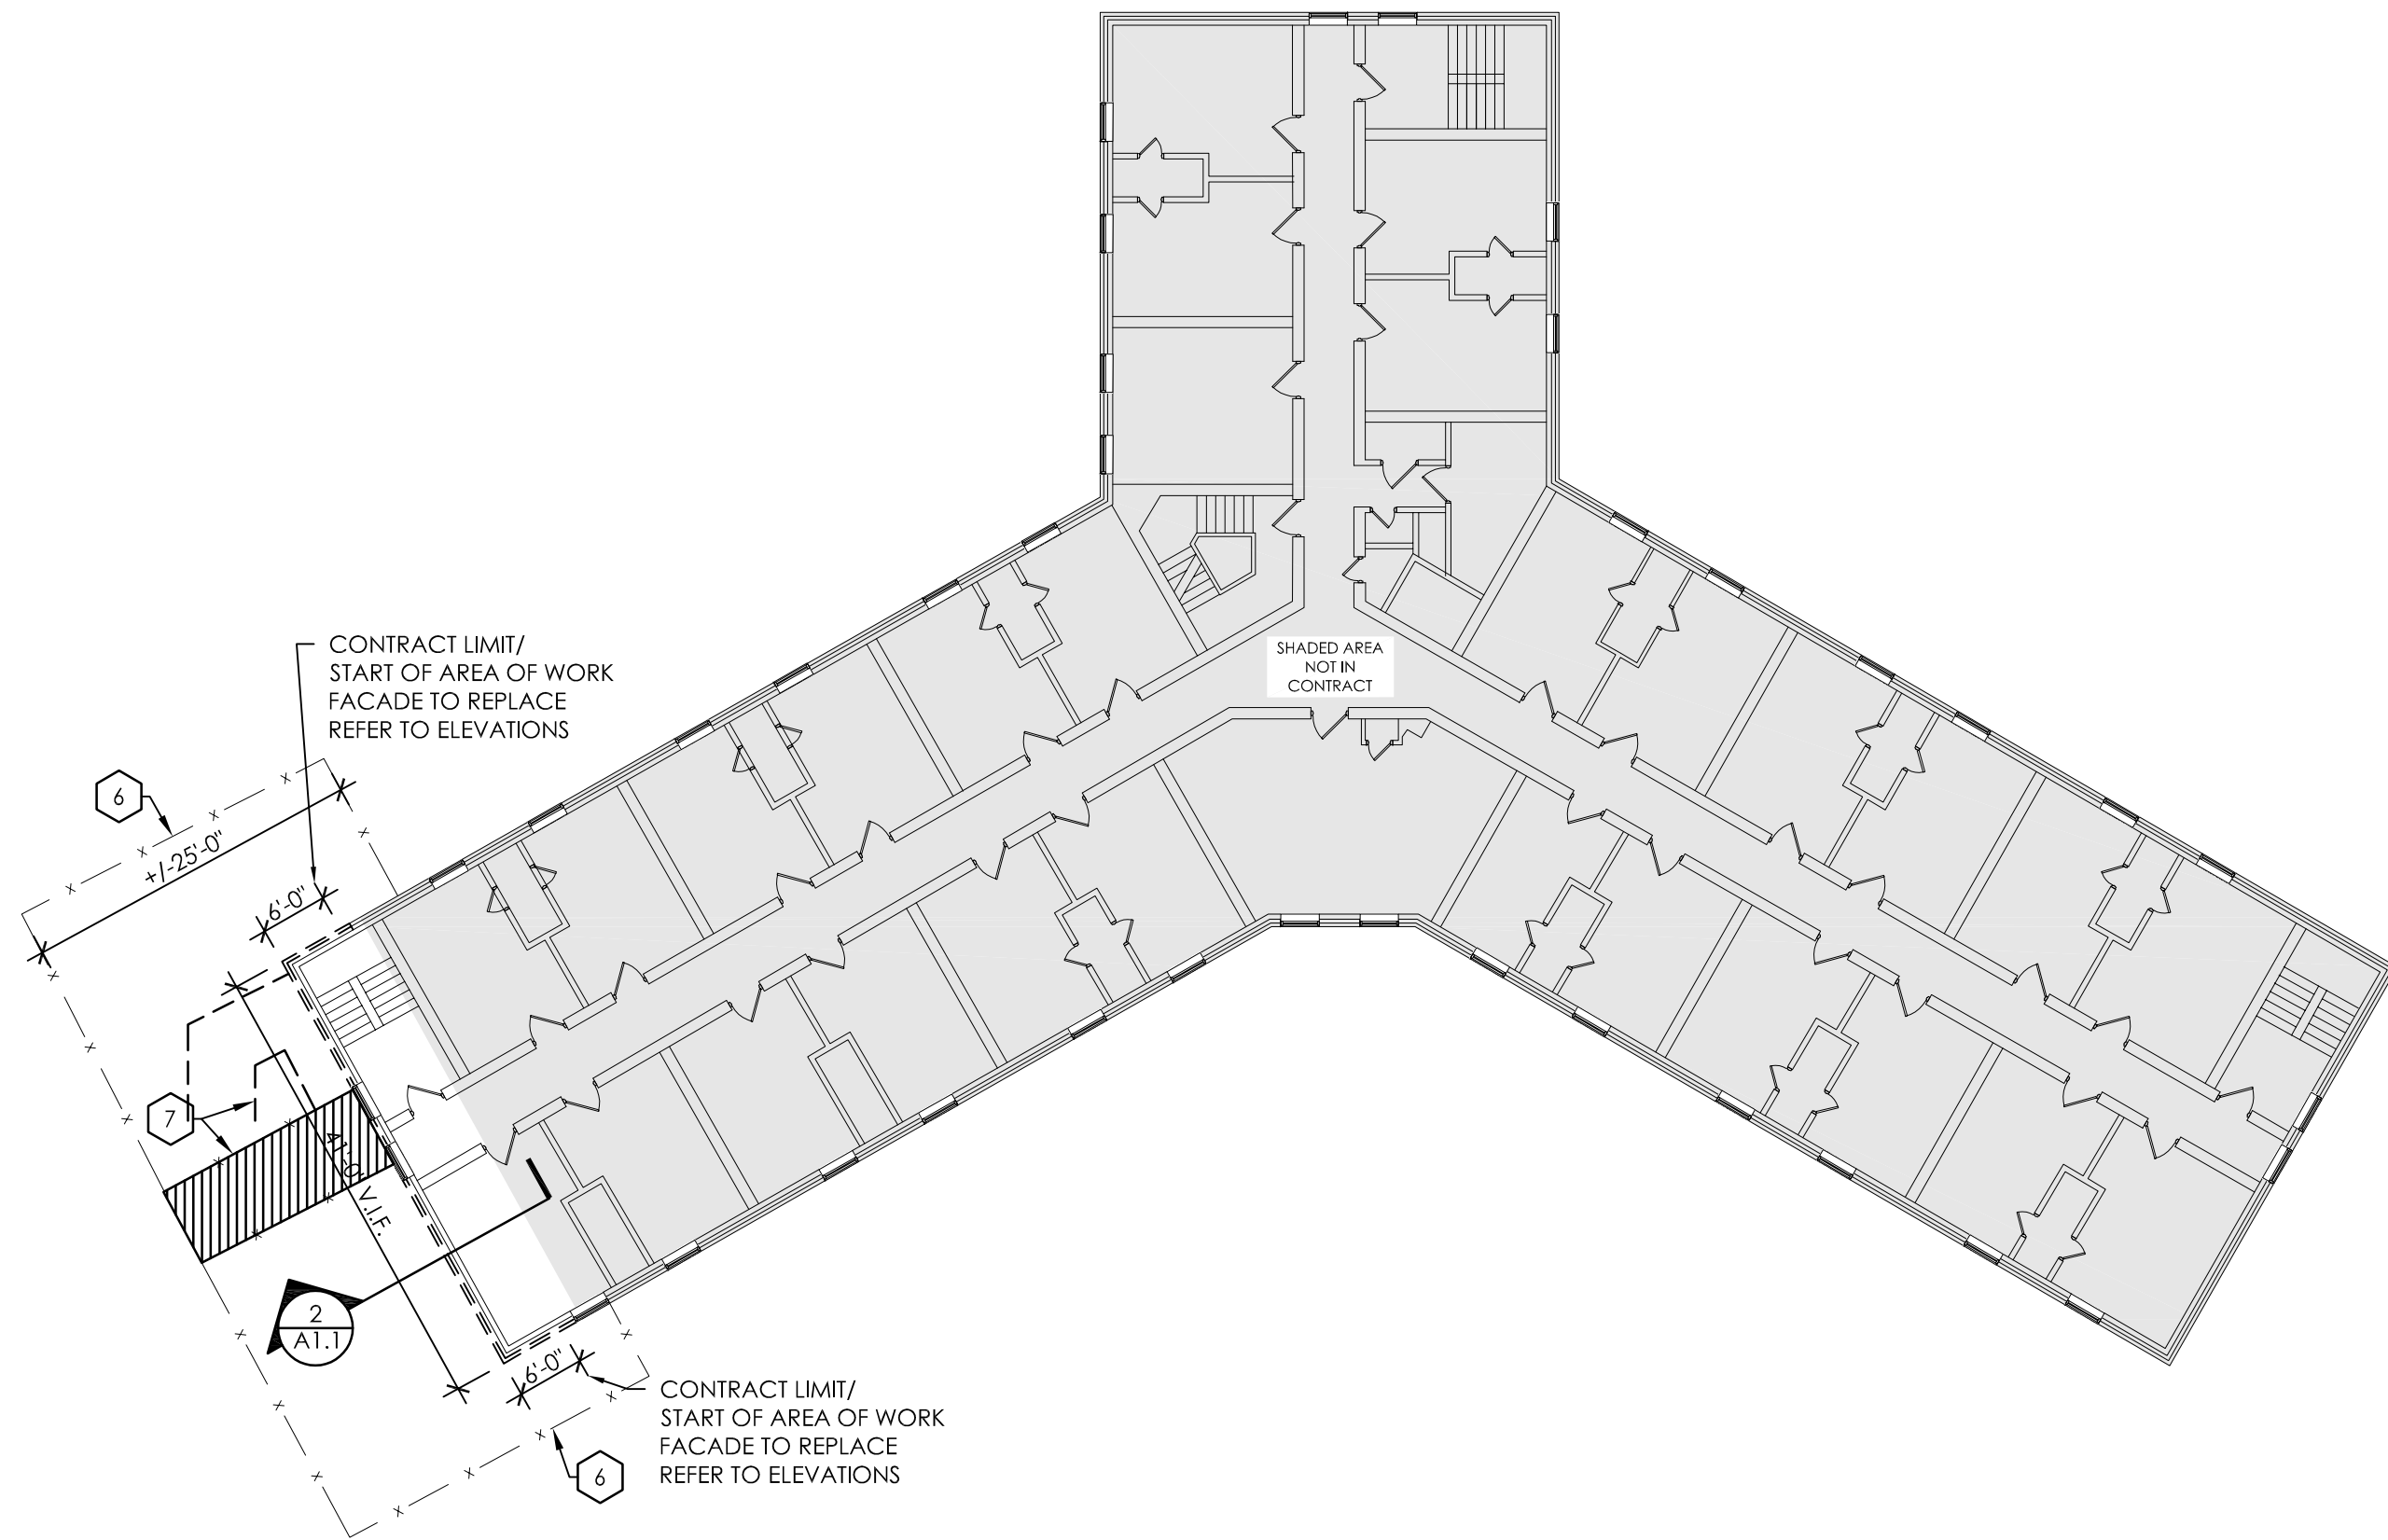 SHADED AREA
NOT IN
CONTRACT
CONTRACT LIMIT/
START OF AREA OF WORK
FACADE TO REPLACE
REFER TO ELEVATIONS
6
+/-25'-0"
6'-0"
7
41'-0" V.I.F.
2
A1.1
6'-0"
CONTRACT LIMIT/
START OF AREA OF WORK
FACADE TO REPLACE
REFER TO ELEVATIONS
6